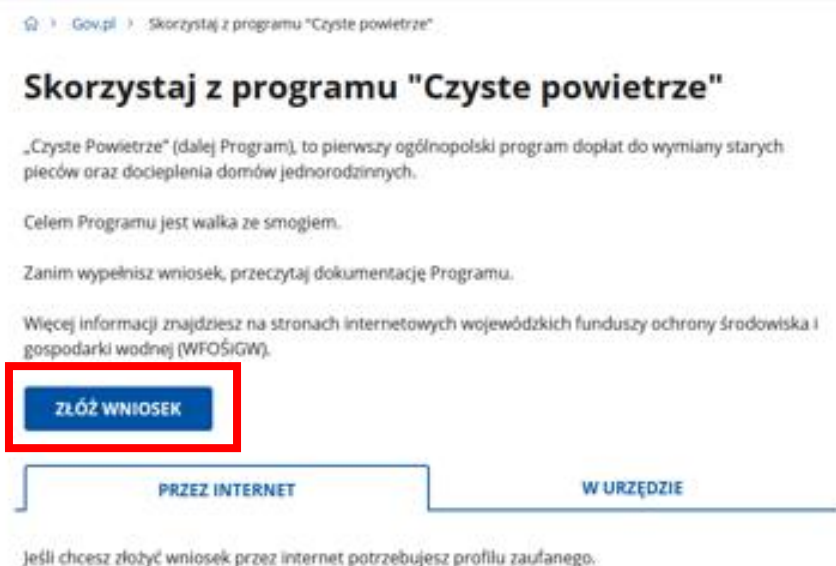 Gov.pl > Skorzystaj z programu "Czyste powietrze"
Skorzystaj z programu "Czyste powietrze"
„Czyste Powietrze" (dalej Program), to pierwszy ogólnopolski program dopłat do wymiany starych
pieców oraz docieplenia domów jednorodzinnych.
Celem Programu jest walka ze smogiem.
Zanim wypełnisz wniosek, przeczytaj dokumentację Programu.
Więcej informacji znajdziesz na stronach internetowych wojewódzkich funduszy ochrony środowiska i
gospodarki wodnej (WFOŚiGW).
ZŁÓŻ WNIOSEK
PRZEZ INTERNET W URZĘDZIE
Jeśli chcesz złożyć wniosek przez internet potrzebujesz profilu zaufanego.